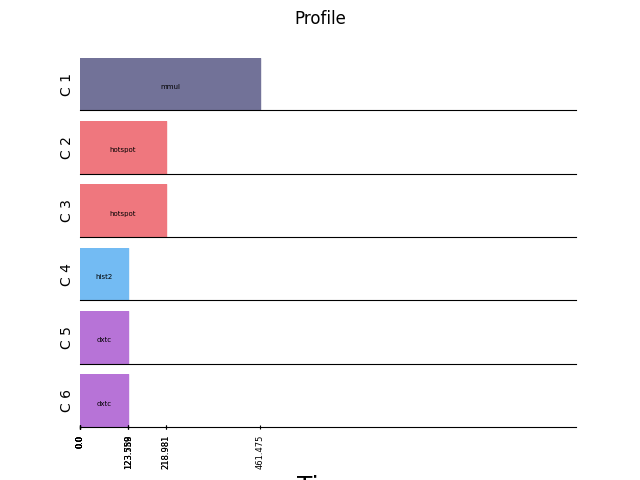 Profile
C 1
mmul
C 2
hotspot
C 3
hotspot
C 4
hist2
C 5
dxtc
C 6
dxtc
0.0
218.981
461.475